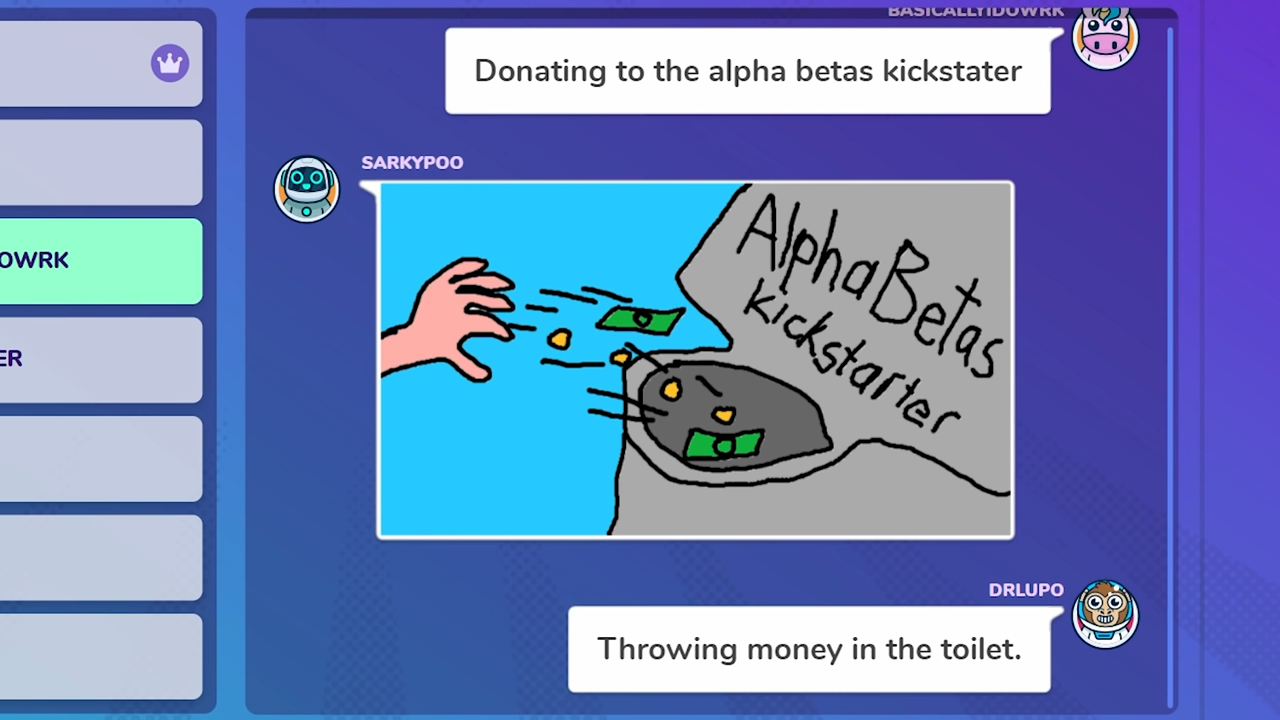 BASICALLYIDOWRK
Donating to the alpha betas kickstater
SARKYPOO
AlphaBetas
kickstarter
OWRK
ER
DRLUPO
Throwing money in the toilet.